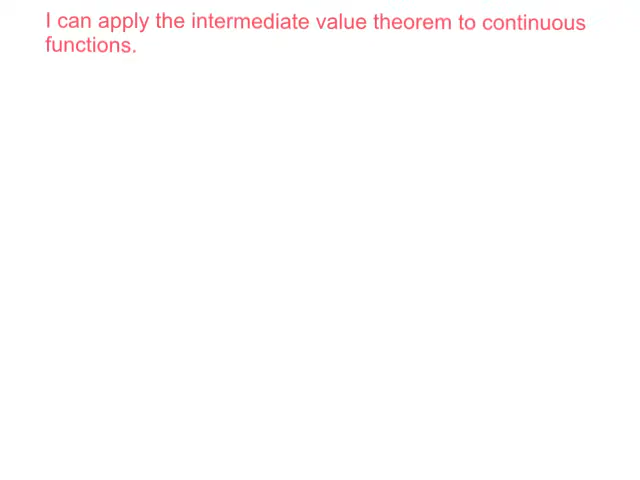 I can apply the intermediate value theorem to continuous
functions.